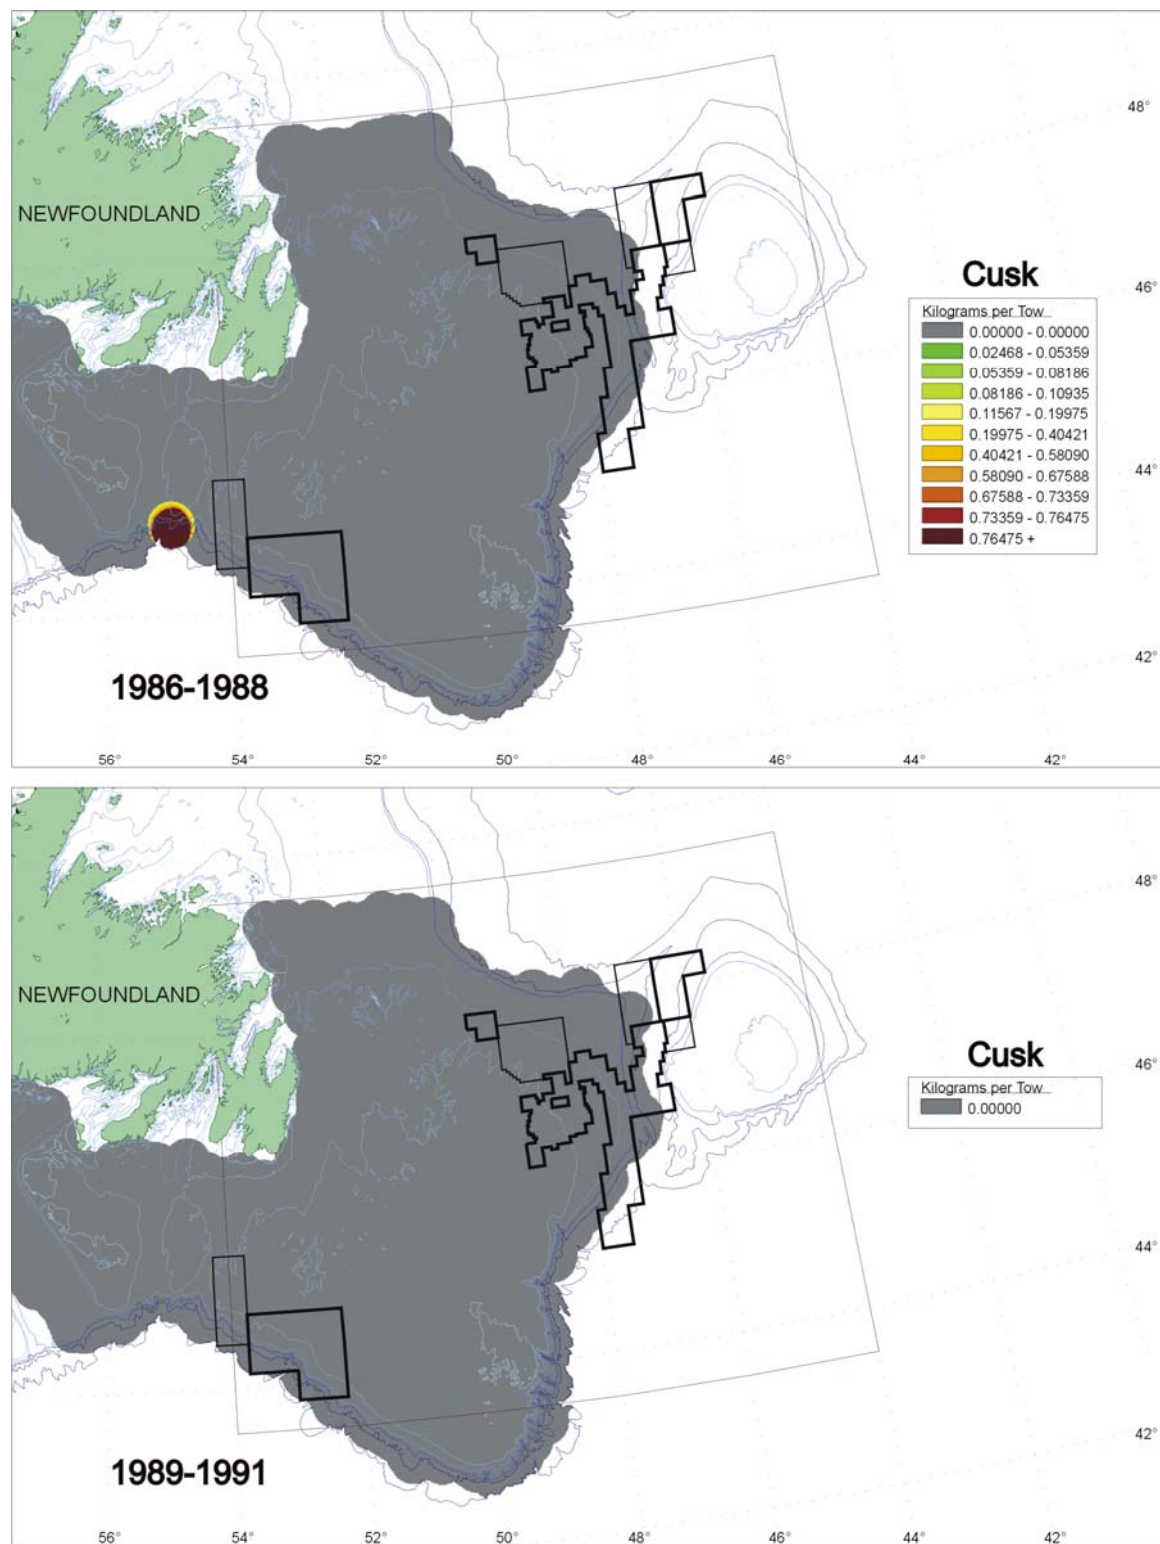 48°
NEWFOUNDLAND
Cusk
46°
Kilograms per Tow
0.00000 - 0.00000
0.02468 - 0.05359
0.05359 - 0.08186
0.08186 - 0.10935
0.11567 - 0.19975
0.19975 - 0.40421
0.40421 - 0.58090
0.58090 - 0.67588
0.67588 - 0.73359
0.73359 - 0.76475
0.76475 +
44°
42°
1986-1988
56° 54° 52° 50° 48° 46° 44° 42°
48°
NEWFOUNDLAND
Cusk
46°
Kilograms per Tow
0.00000
44°
42°
1989-1991
56° 54° 52° 50° 48° 46° 44° 42°